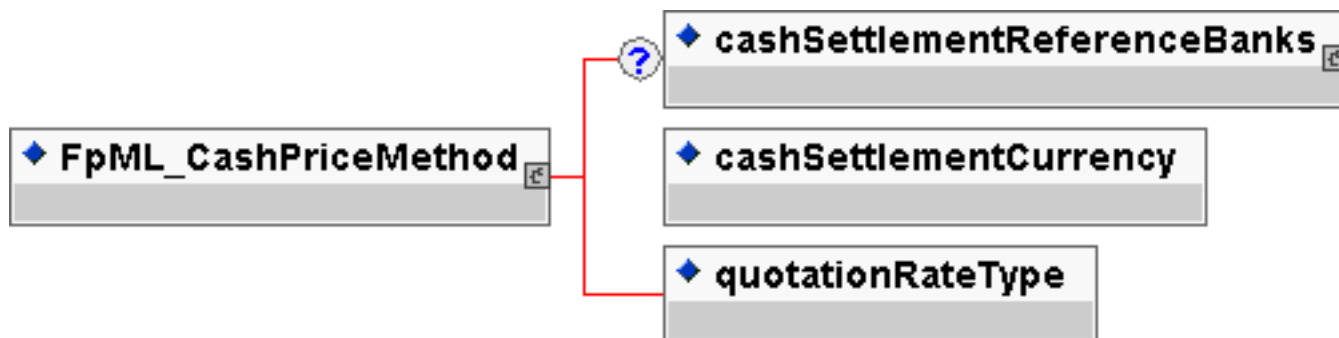 cashSettlementReferenceBanks
?
FpML_CashPriceMethod
cashSettlementCurrency
quotationRateType